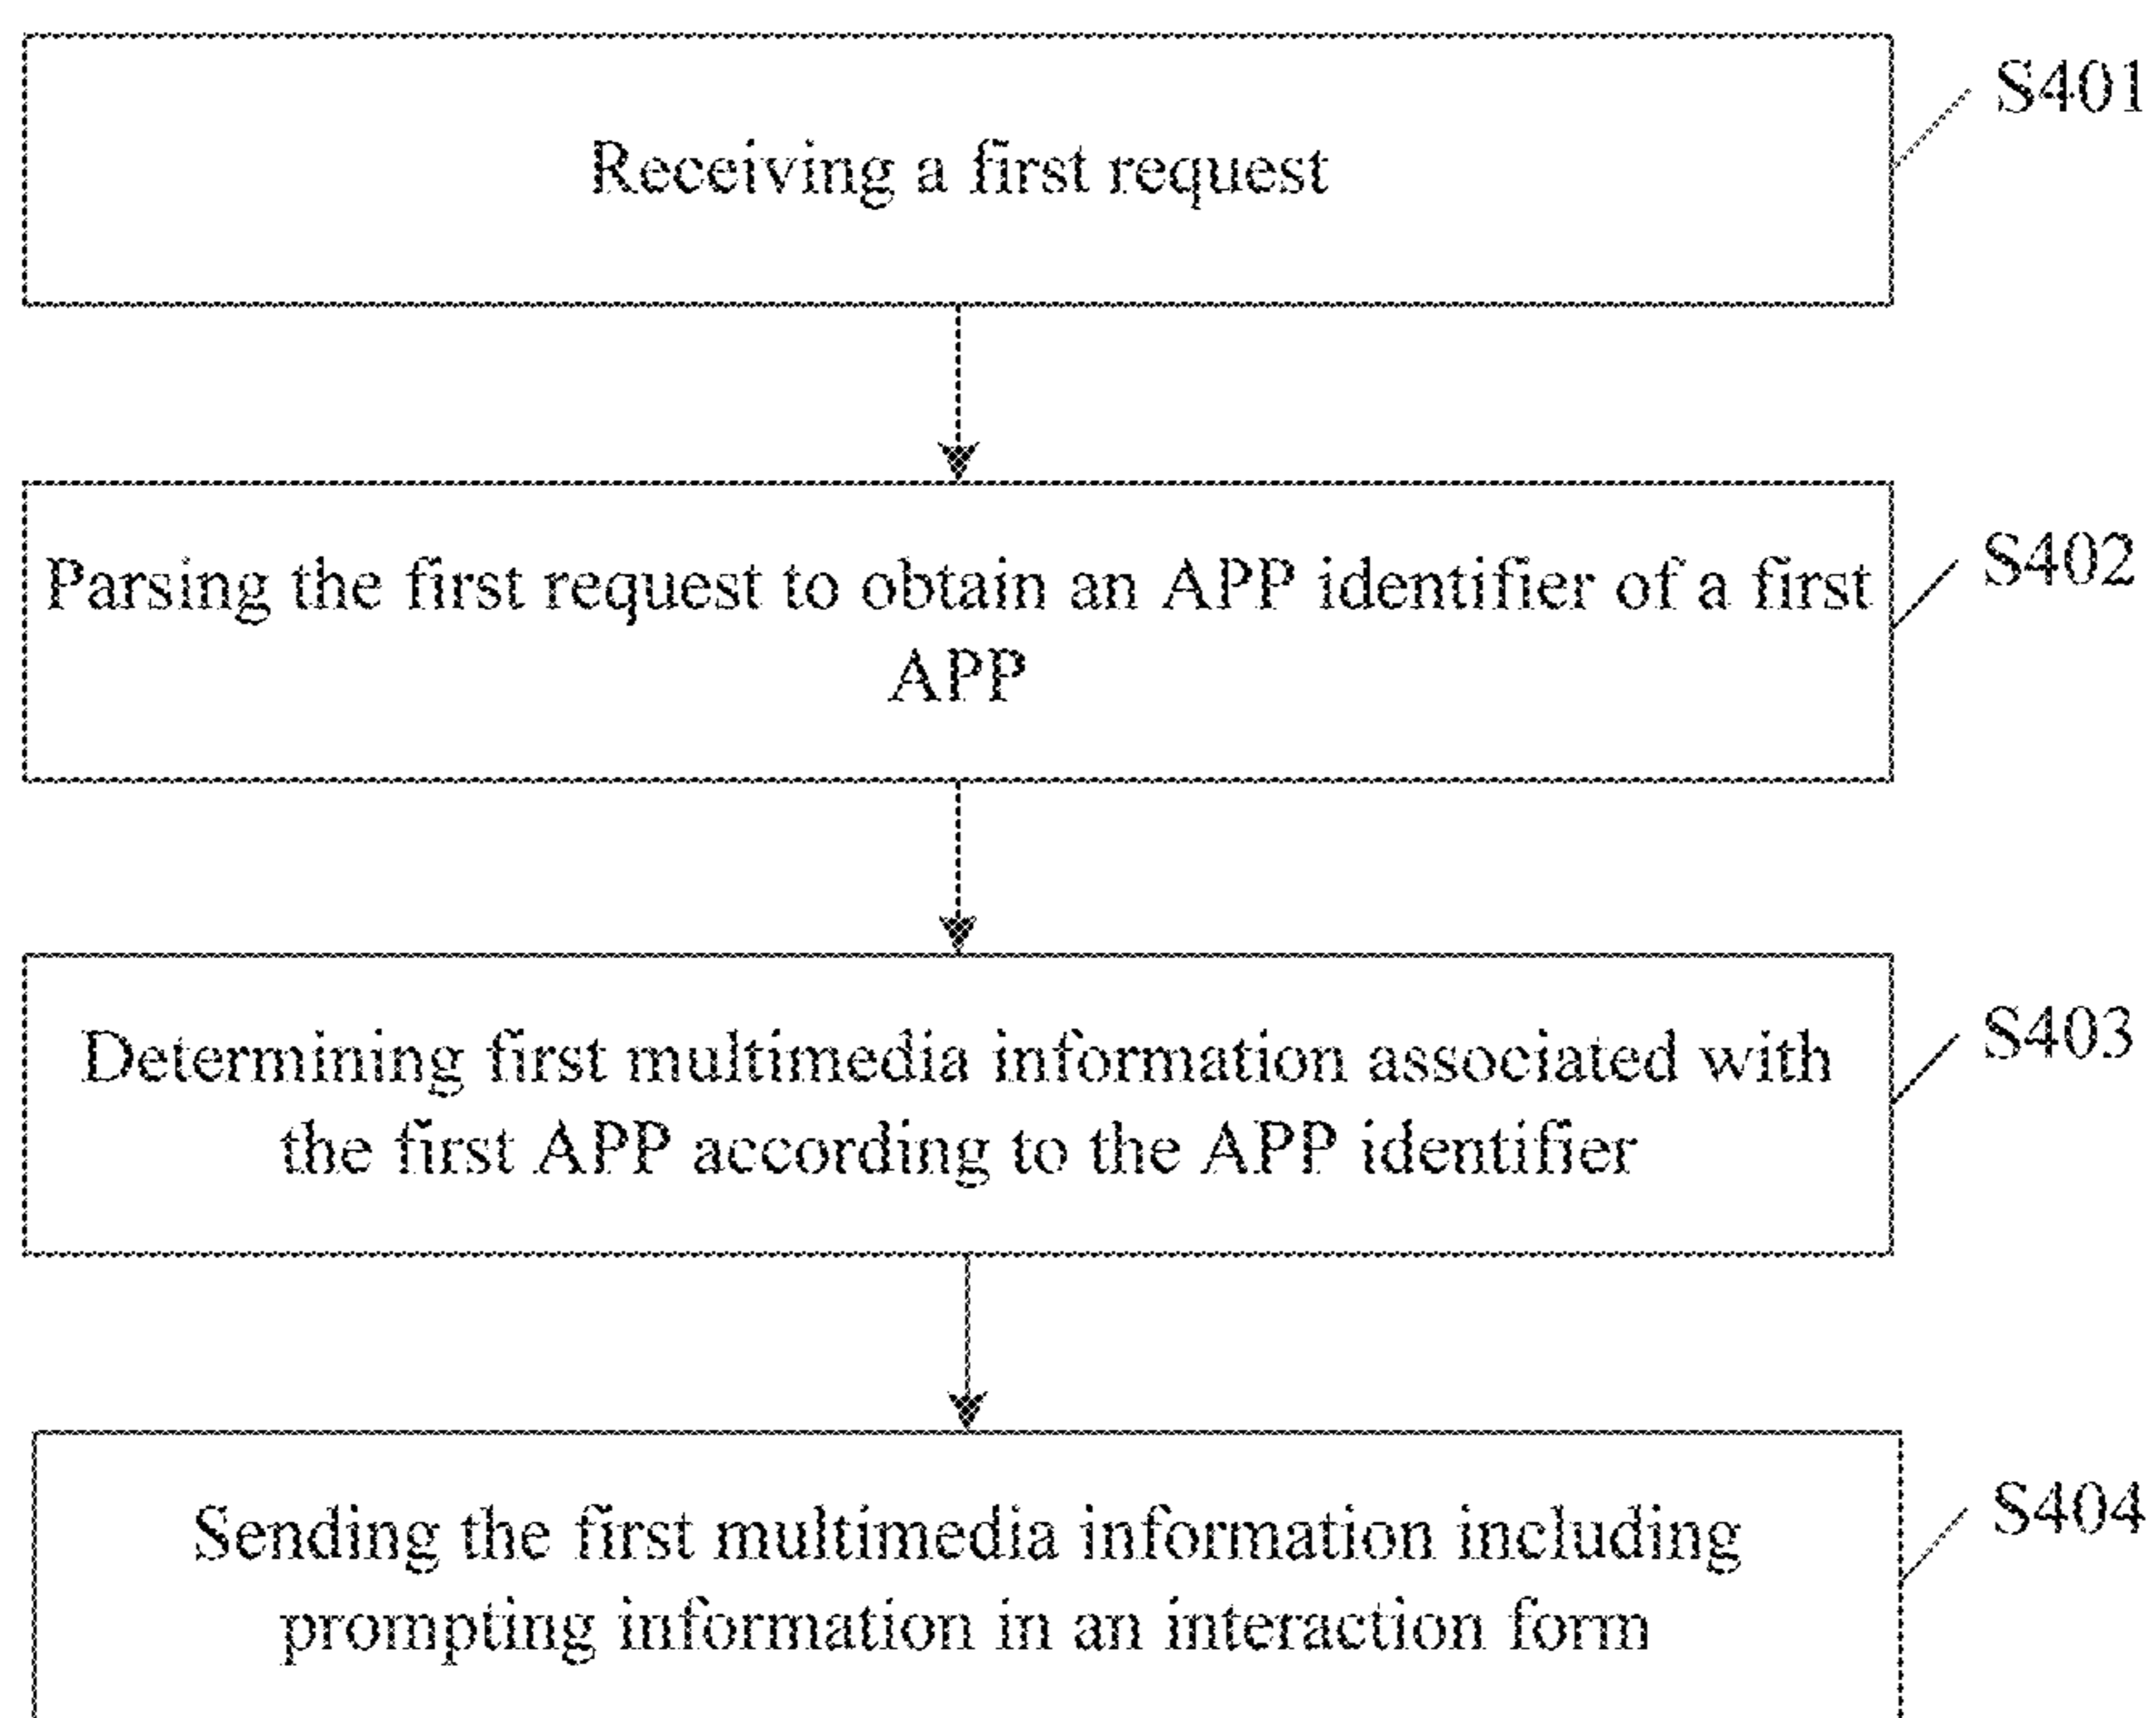 S401
Receiving a first request
S402
Parsing the first request to obtain an APP identifier of a first
APP
S403
Determining first multimedia information associated with
the first APP according to the APP identifier
S404
Sending the first multimedia information including
prompting information in an interaction form